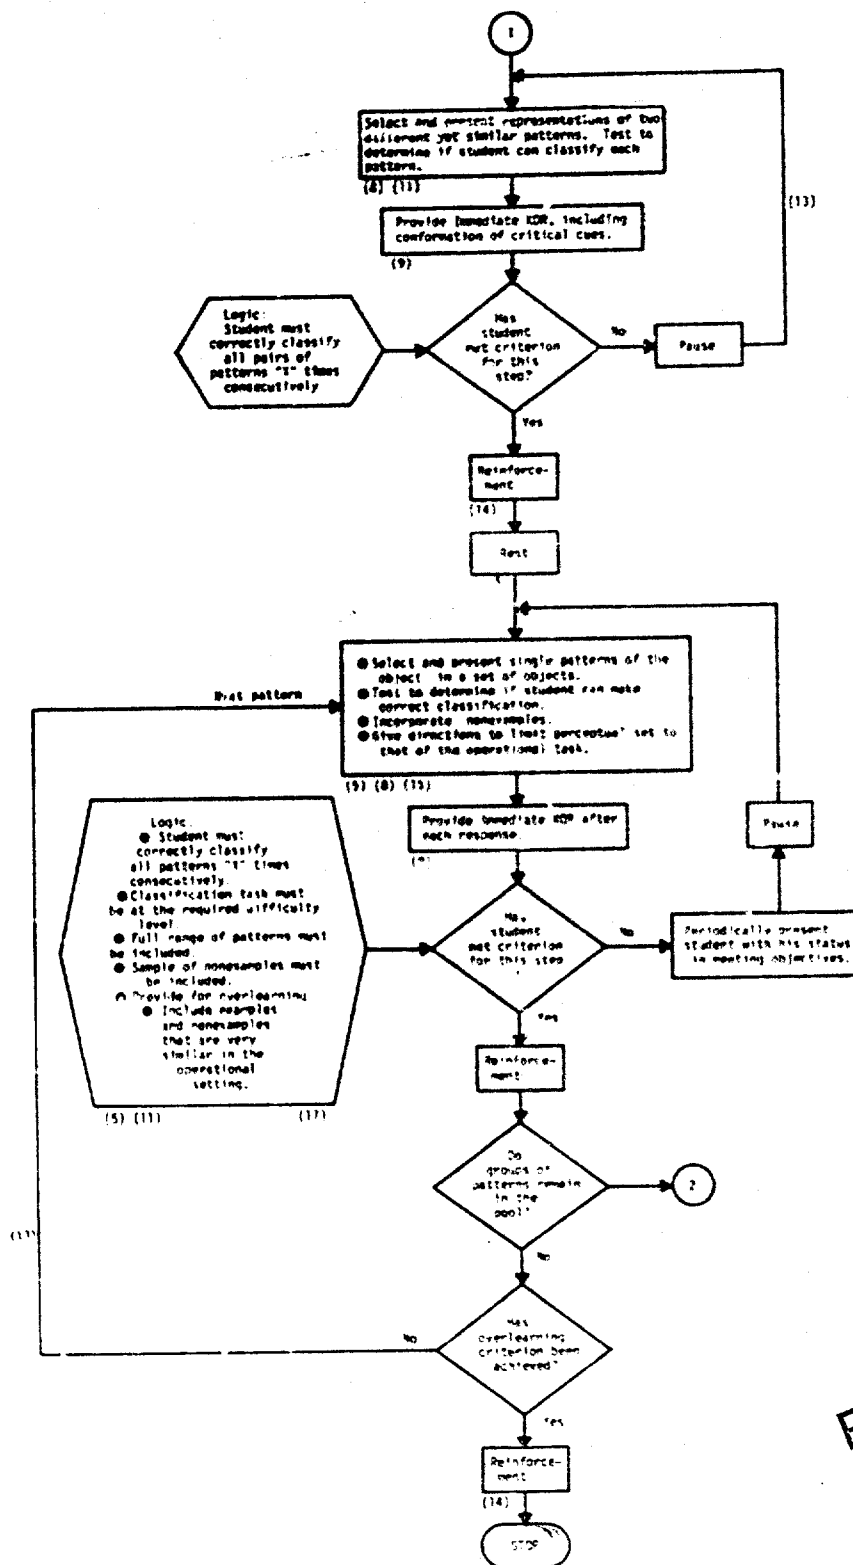 1
Select and present representations of two
different yet similar patterns. Test to
determine if student can classify each
pattern.
(8) (11)
(13)
Provide Immediate KOR, including
conformation of critical cues.
(9)
Logic:
Student must
correctly classify
all pairs of
patterns "X" times
consecutively
Has
student
met criterion
for this
step?
No
Pause
Yes
Reinforce-
ment
(14)
Rest
Next pattern
● Select and present single patterns of the
object in a set of objects.
● Test to determine if student can make
correct classification.
● Incorporate nonexamples.
● Give directions to limit perceptual set to
that of the operational task.
(5) (8) (15)
Provide immediate KOR after
each response.
Pause
Logic:
● Student must
correctly classify
all patterns "X" times
consecutively.
● Classification task must
be at the required difficulty
level.
● Full range of patterns must
be included.
● Sample of nonexamples must
be included.
● Provide for overlearning
● Include examples
and nonexamples
that are very
similar in the
operational
setting.
(5) (11) (17)
Has
student
met criterion
for this step
?
No
Periodically present
student with his status
in meeting objectives.
Yes
Reinforce-
ment
Do
groups of
patterns remain
in the
pool?
2
No
Has
overlearning
criterion been
achieved?
No
Yes
Reinforce-
ment
(14)
STOP